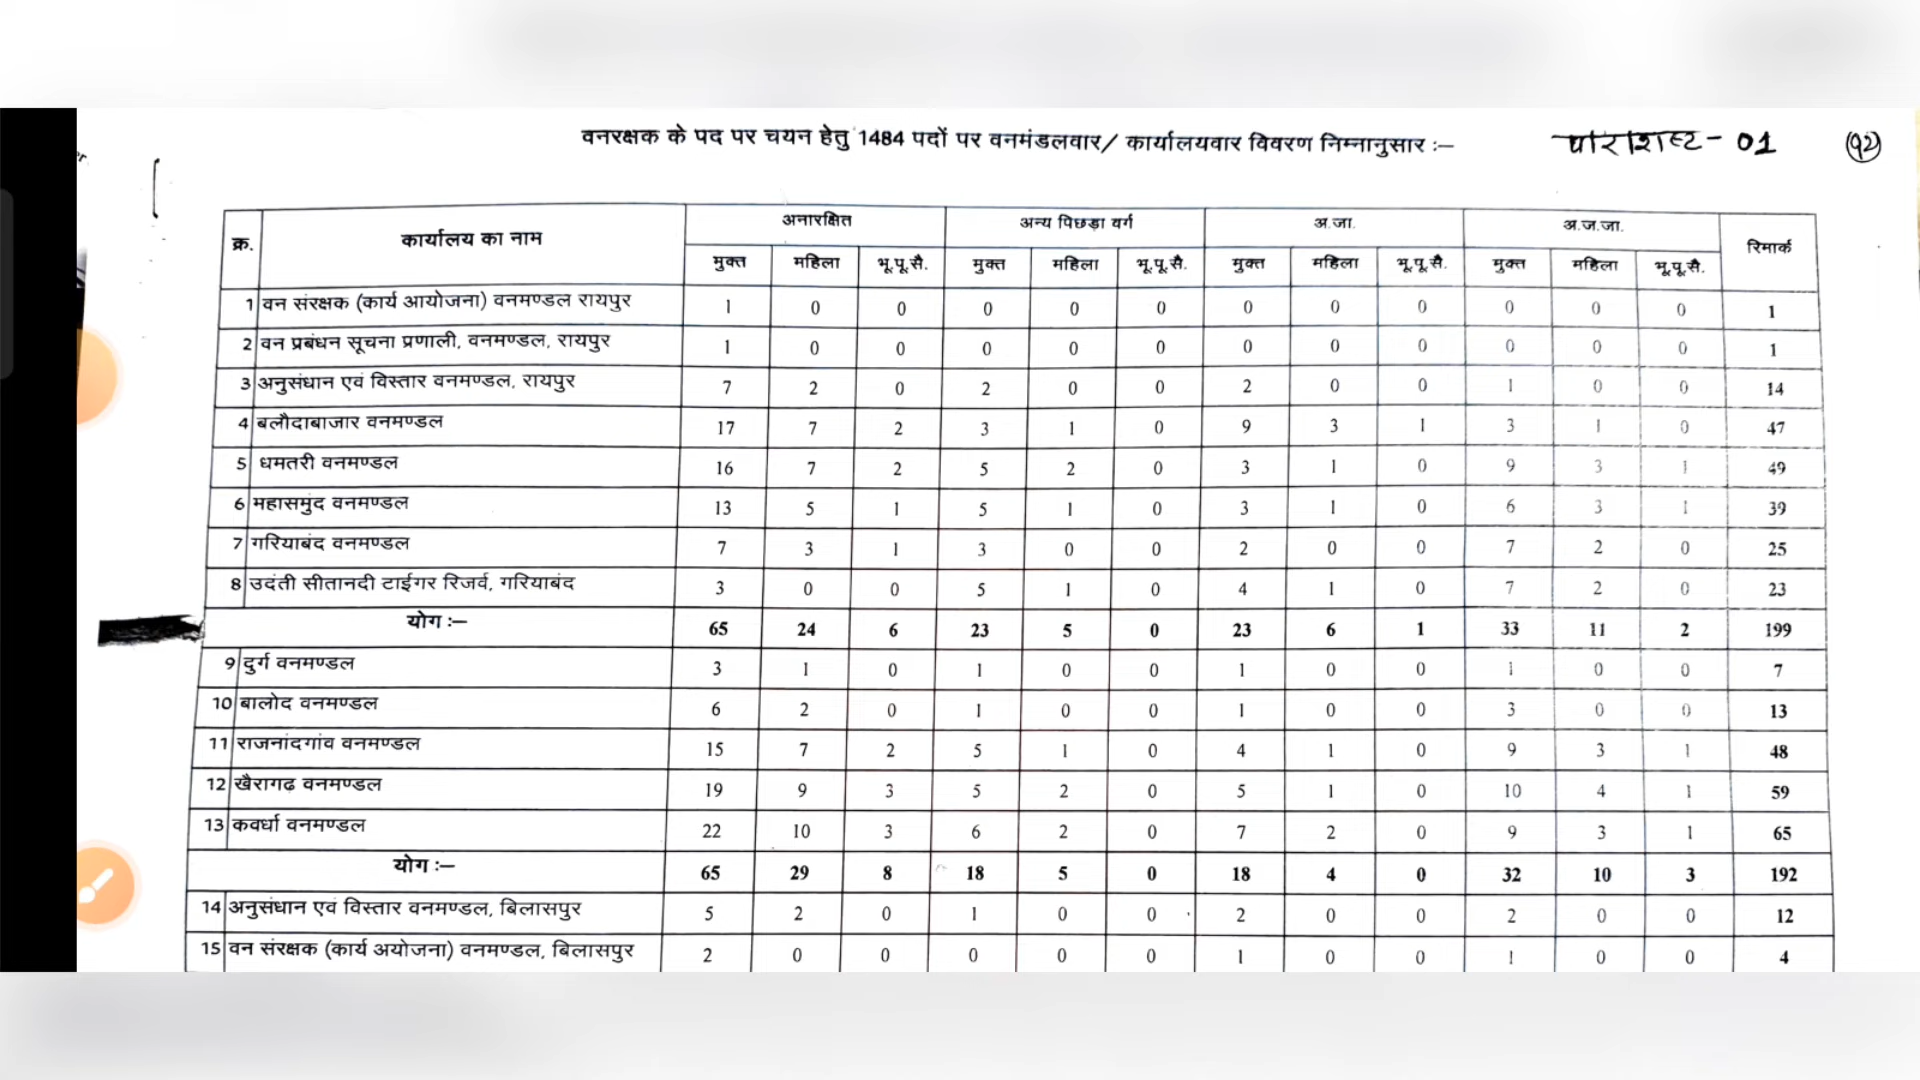 वनरक्षक के पद पर चयन हेतु 1484 पदों पर वनमंडलवार/ कार्यालयवार विवरण निम्नानुसार :–
परिशिष्ट - 01
क्र. कार्यालय का नाम अनारक्षित अन्य पिछड़ा वर्ग अ.जा. अ.ज.जा. रिमार्क
मुक्त महिला भू.पू.सै. मुक्त महिला भू.पू.सै. मुक्त महिला भू.पू.सै. मुक्त महिला भू.पू.सै.
1 वन संरक्षक (कार्य आयोजना) वनमण्डल रायपुर 1 0 0 0 0 0 0 0 0 0 0 0 1
2 वन प्रबंधन सूचना प्रणाली, वनमण्डल, रायपुर 1 0 0 0 0 0 0 0 0 0 0 0 1
3 अनुसंधान एवं विस्तार वनमण्डल, रायपुर 7 2 0 2 0 0 2 0 0 1 0 0 14
4 बलौदाबाजार वनमण्डल 17 7 2 3 1 0 9 3 1 3 1 0 47
5 धमतरी वनमण्डल 16 7 2 5 2 0 3 1 0 9 3 1 49
6 महासमुंद वनमण्डल 13 5 1 5 1 0 3 1 0 6 3 1 39
7 गरियाबंद वनमण्डल 7 3 1 3 0 0 2 0 0 7 2 0 25
8 उदंती सीतानदी टाईगर रिजर्व, गरियाबंद 3 0 0 5 1 0 4 1 0 7 2 0 23
योग :– 65 24 6 23 5 0 23 6 1 33 11 2 199
9 दुर्ग वनमण्डल 3 1 0 1 0 0 1 0 0 1 0 0 7
10 बालोद वनमण्डल 6 2 0 1 0 0 1 0 0 3 0 0 13
11 राजनांदगांव वनमण्डल 15 7 2 5 1 0 4 1 0 9 3 1 48
12 खैरागढ वनमण्डल 19 9 3 5 2 0 5 1 0 10 4 1 59
13 कवर्धा वनमण्डल 22 10 3 6 2 0 7 2 0 9 3 1 65
योग :– 65 29 8 18 5 0 18 4 0 32 10 3 192
14 अनुसंधान एवं विस्तार वनमण्डल, बिलासपुर 5 2 0 1 0 0 2 0 0 2 0 0 12
15 वन संरक्षक (कार्य अयोजना) वनमण्डल, बिलासपुर 2 0 0 0 0 0 1 0 0 1 0 0 4